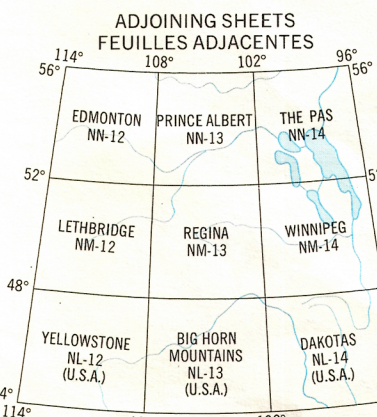 ADJOINING SHEETS
FEUILLES ADJACENTES
114° 108° 102° 96°
56° 56°
EDMONTON
NN-12
PRINCE ALBERT
NN-13
THE PAS
NN-14
52°
LETHBRIDGE
NM-12
REGINA
NM-13
WINNIPEG
NM-14
48°
YELLOWSTONE
NL-12
(U.S.A.)
BIG HORN
MOUNTAINS
NL-13
(U.S.A.)
DAKOTAS
NL-14
(U.S.A.)
4°
114°